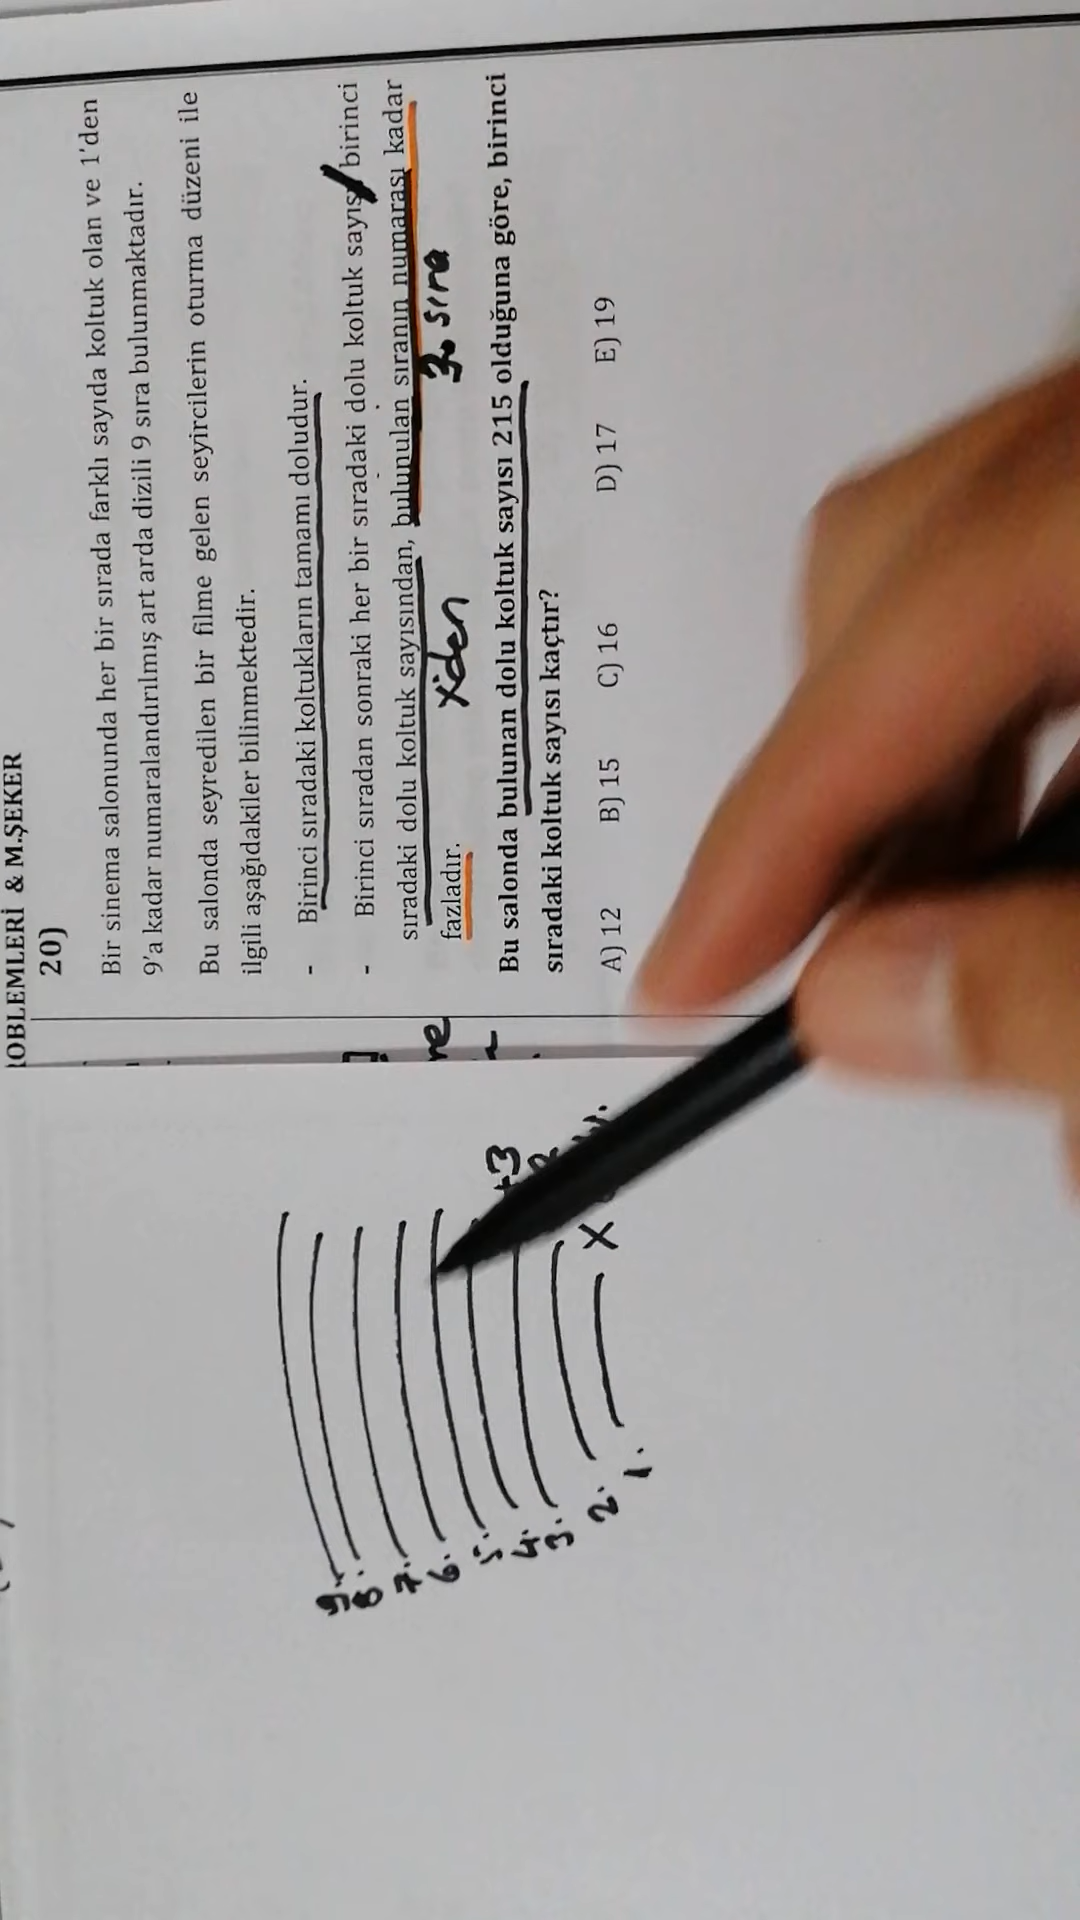 ROBLEMLERİ & M.ŞEKER
20)
Bir sinema salonunda her bir sırada farklı sayıda koltuk olan ve 1'den
9'a kadar numaralandırılmış art arda dizili 9 sıra bulunmaktadır.
Bu salonda seyredilen bir filme gelen seyircilerin oturma düzeni ile
ilgili aşağıdakiler bilinmektedir.
- Birinci sıradaki koltukların tamamı doludur.
- Birinci sıradan sonraki her bir sıradaki dolu koltuk sayısı birinci
sıradaki dolu koltuk sayısından, bulunulan sıranın numarası kadar
x'den 3. sıra
fazladır.
Bu salonda bulunan dolu koltuk sayısı 215 olduğuna göre, birinci
sıradaki koltuk sayısı kaçtır?
A) 12 B) 15 C) 16 D) 17 E) 19
9.
8.
7.
6.
5.
4.
3. +3
2.
1. x